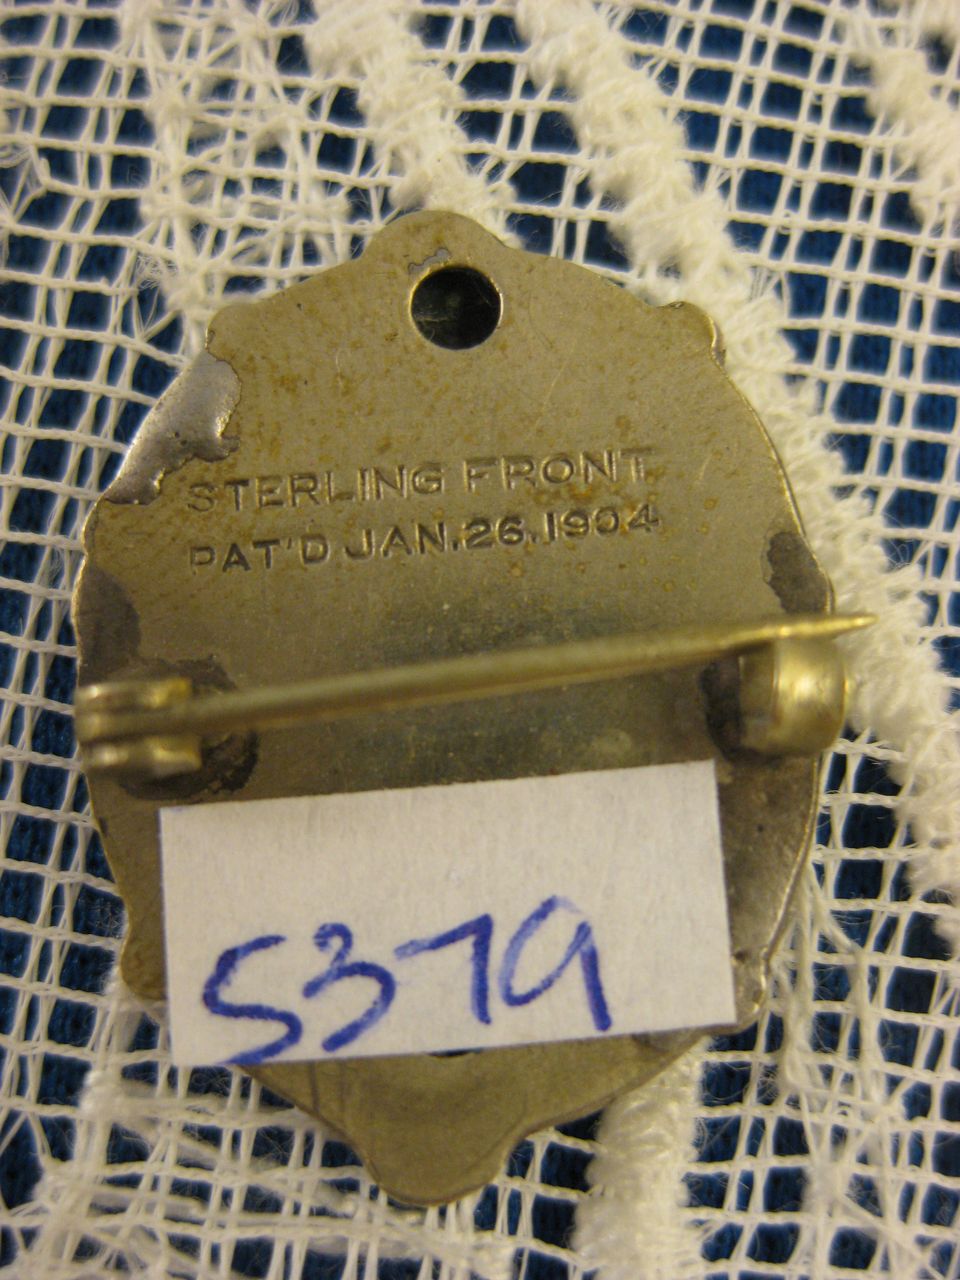 STERLING FRONT
PAT'D JAN.26.1904
S379